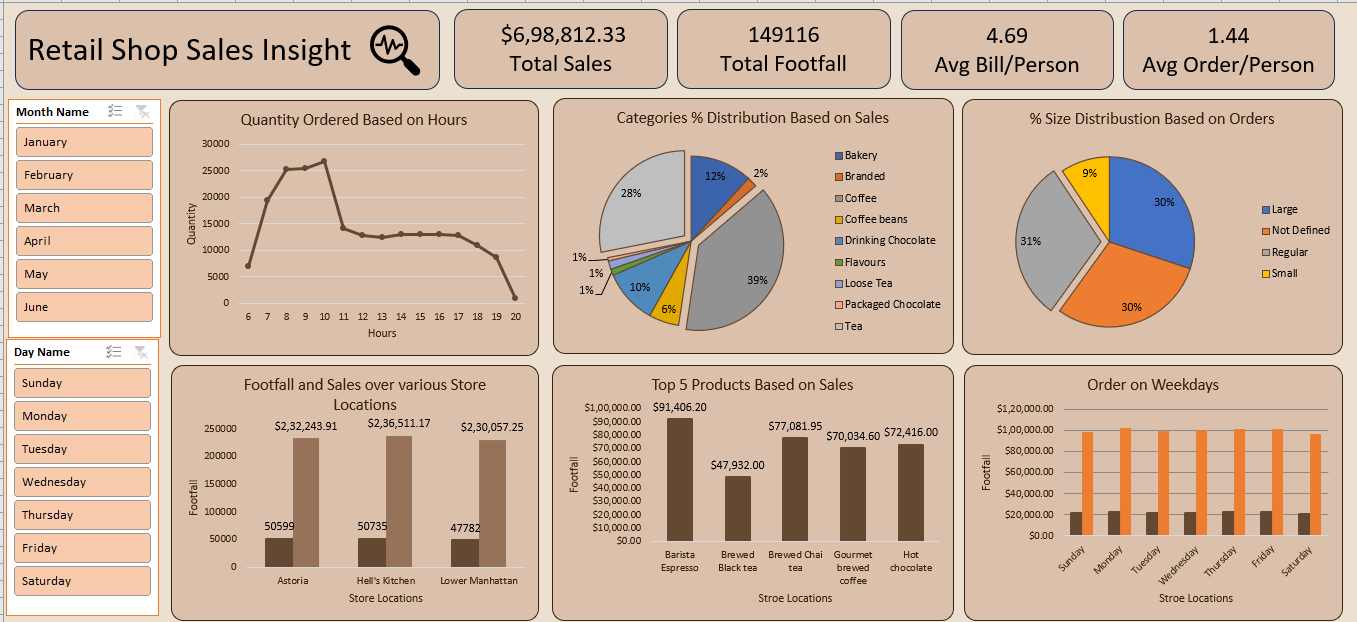 Retail Shop Sales Insight
$6,98,812.33
Total Sales
149116
Total Footfall
4.69
Avg Bill/Person
1.44
Avg Order/Person
Month Name
January
February
March
April
May
June
Day Name
Sunday
Monday
Tuesday
Wednesday
Thursday
Friday
Saturday
Quantity Ordered Based on Hours
30000
25000
20000
15000
10000
5000
0
Quantity
6 7 8 9 10 11 12 13 14 15 16 17 18 19 20
Hours
Categories % Distribution Based on Sales
12%
2%
39%
6%
10%
1%
1%
1%
28%
Bakery
Branded
Coffee
Coffee beans
Drinking Chocolate
Flavours
Loose Tea
Packaged Chocolate
Tea
% Size Distribustion Based on Orders
9%
30%
31%
30%
Large
Not Defined
Regular
Small
Footfall and Sales over various Store
Locations
250000
200000
150000
100000
50000
0
Footfall
$2,32,243.91
$2,36,511.17
$2,30,057.25
50599
50735
47782
Astoria
Hell's Kitchen
Lower Manhattan
Store Locations
Top 5 Products Based on Sales
$1,00,000.00
$90,000.00
$80,000.00
$70,000.00
$60,000.00
$50,000.00
$40,000.00
$30,000.00
$20,000.00
$10,000.00
$0.00
Footfall
$91,406.20
$47,932.00
$77,081.95
$70,034.60
$72,416.00
Barista
Espresso
Brewed
Black tea
Brewed Chai
tea
Gourmet
brewed
coffee
Hot
chocolate
Stroe Locations
Order on Weekdays
$1,20,000.00
$1,00,000.00
$80,000.00
$60,000.00
$40,000.00
$20,000.00
$0.00
Footfall
Sunday
Monday
Tuesday
Wednesday
Thursday
Friday
Saturday
Stroe Locations